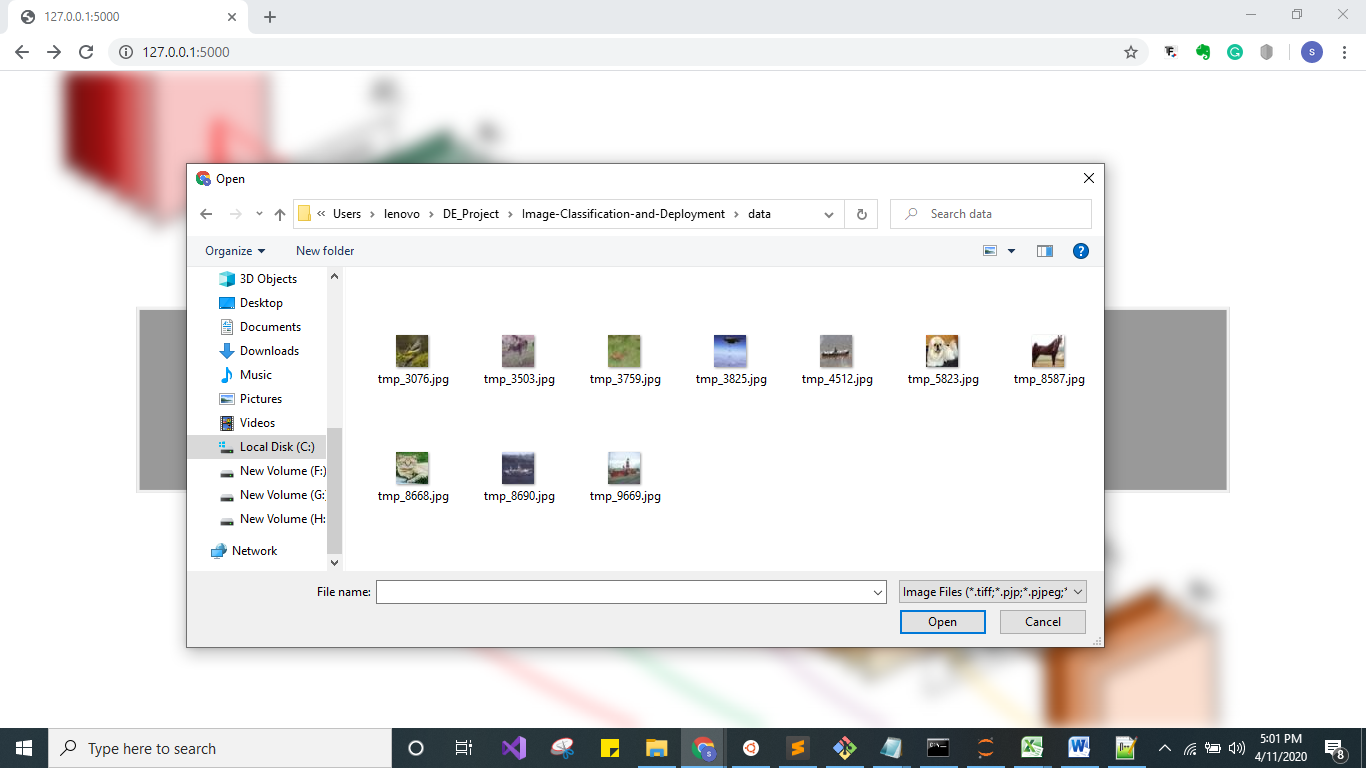 127.0.0.1:5000
127.0.0.1:5000
S
Open
« Users > lenovo > DE_Project > Image-Classification-and-Deployment > data
Search data
Organize
New folder
?
3D Objects
Desktop
Documents
Downloads
Music
Pictures
Videos
Local Disk (C:)
New Volume (F:)
New Volume (G:
New Volume (H:
Network
tmp_3076.jpg
tmp_3503.jpg
tmp_3759.jpg
tmp_3825.jpg
tmp_4512.jpg
tmp_5823.jpg
tmp_8587.jpg
tmp_8668.jpg
tmp_8690.jpg
tmp_9669.jpg
File name:
Image Files (*.tiff;*.pjp;*.pjpeg;*
Open
Cancel
Type here to search
5:01 PM
4/11/2020
8